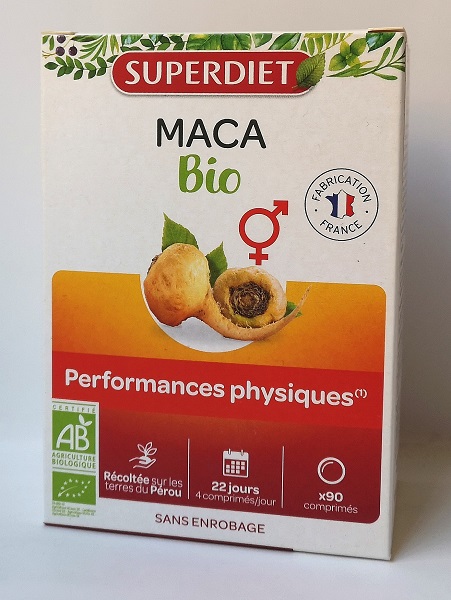 SUPERDIET
MACA
Bio
FABRICATION
FRANCE
Performances physiques(1)
CERTIFIÉ
AB
AGRICULTURE
BIOLOGIQUE
Récoltée sur les
terres du Pérou
22 jours
4 comprimés/jour
x90
comprimés
SANS ENROBAGE